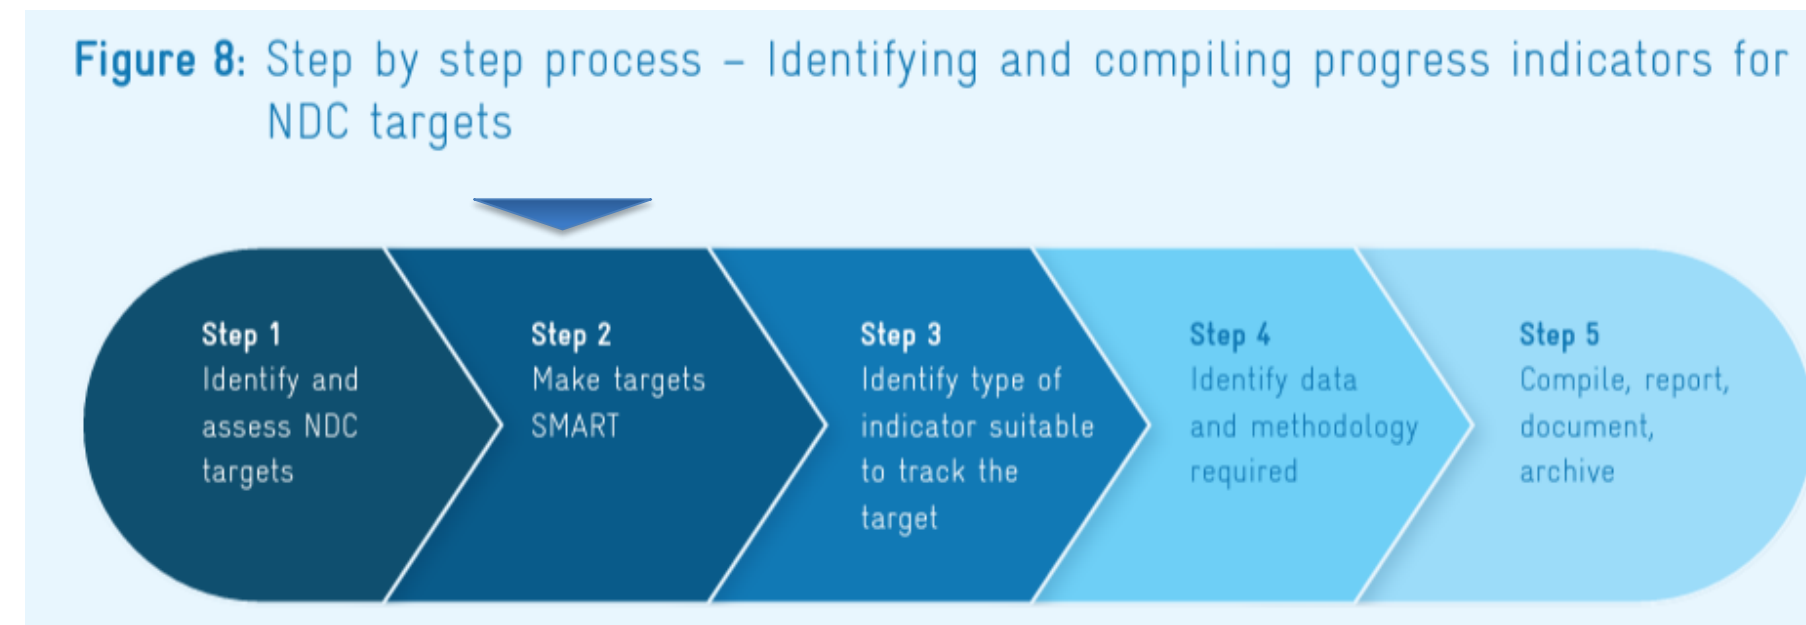 Figure 8: Step by step process – Identifying and compiling progress indicators for
NDC targets
Step 1
Identify and
assess NDC
targets
Step 2
Make targets
SMART
Step 3
Identify type of
indicator suitable
to track the
target
Step 4
Identify data
and methodology
required
Step 5
Compile, report,
document,
archive